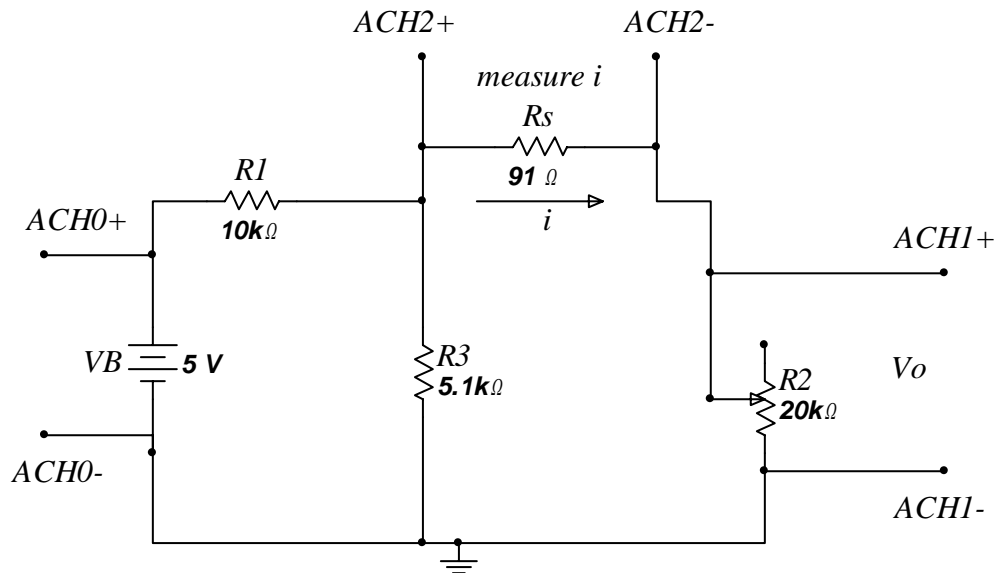 ACH2+
ACH2-
measure i
Rs
91 Ω
i
R1
10kΩ
ACH0+
ACH1+
VB
5 V
R3
5.1kΩ
R2
20kΩ
Vo
ACH0-
ACH1-